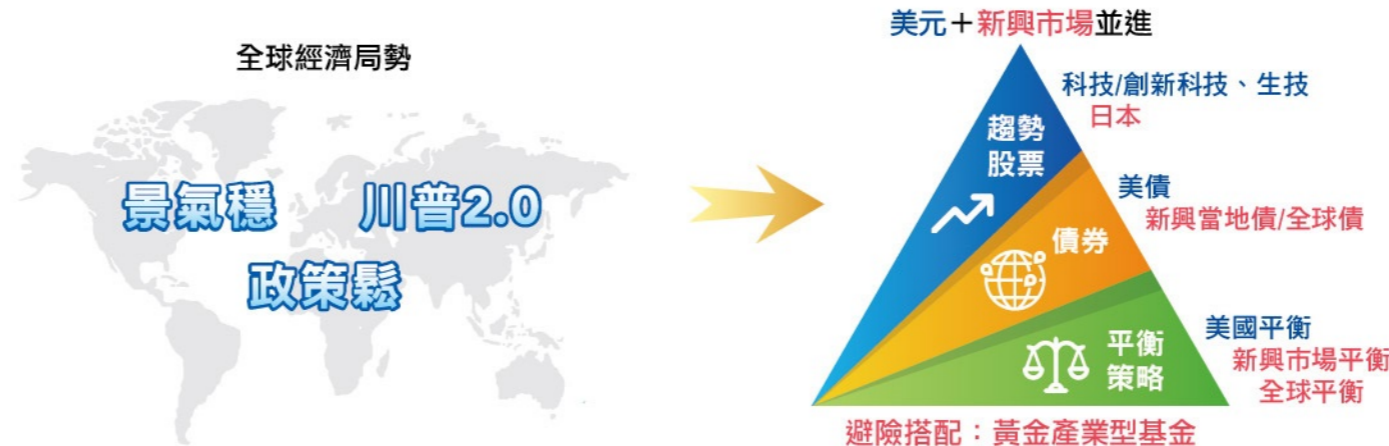 全球經濟局勢
景氣穩
川普2.0
政策鬆
美元＋新興市場並進
趨勢
股票
科技/創新科技、生技
日本
債券
美債
新興當地債/全球債
平衡
策略
美國平衡
新興市場平衡
全球平衡
避險搭配：黃金產業型基金